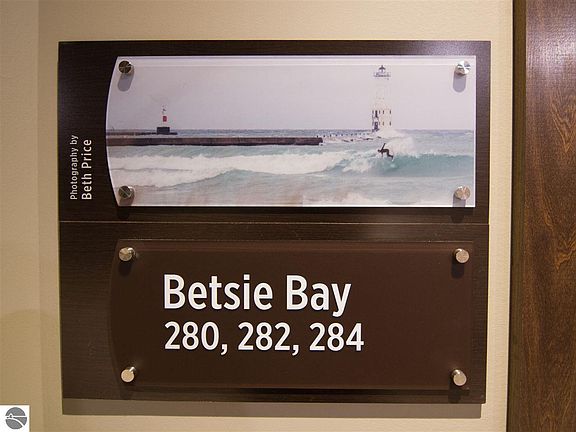 Photography by
Beth Price
Betsie Bay
280, 282, 284